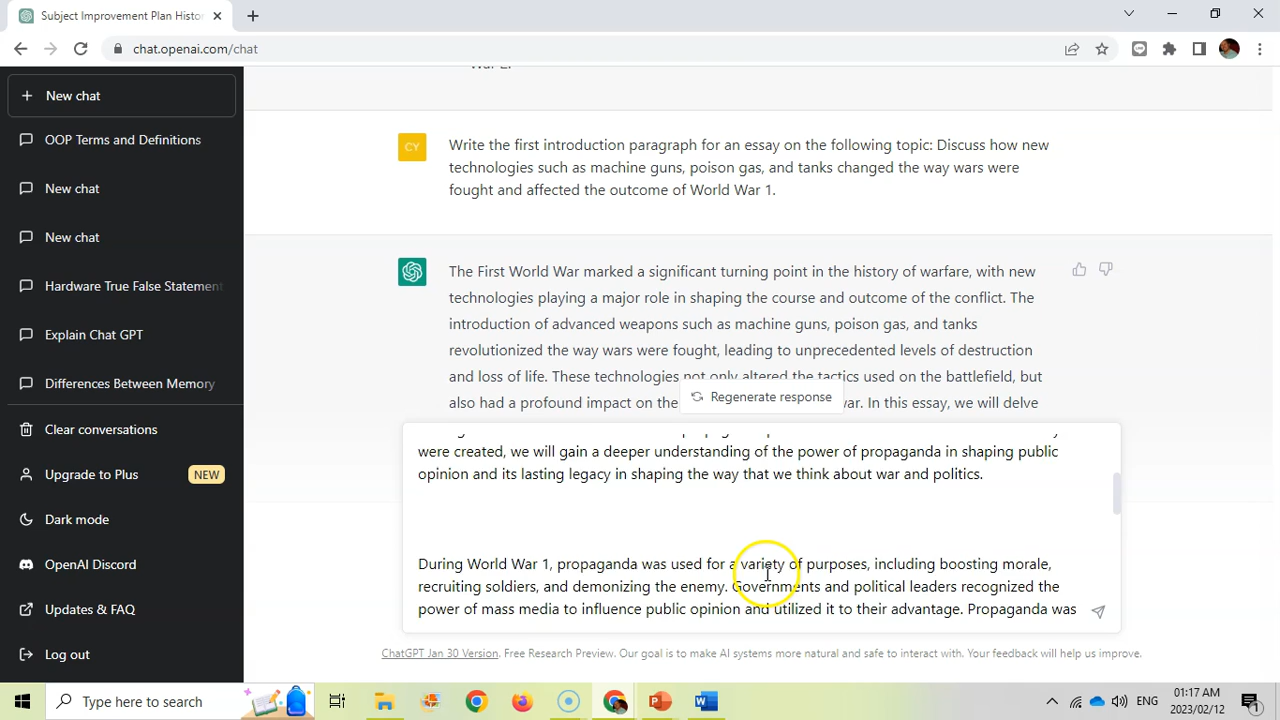 Subject Improvement Plan Histor
chat.openai.com/chat
New chat
OOP Terms and Definitions
New chat
New chat
Hardware True False Statement
Explain Chat GPT
Differences Between Memory
Clear conversations
Upgrade to Plus NEW
Dark mode
OpenAI Discord
Updates & FAQ
Log out
War 2.
CY
Write the first introduction paragraph for an essay on the following topic: Discuss how new
technologies such as machine guns, poison gas, and tanks changed the way wars were
fought and affected the outcome of World War 1.
The First World War marked a significant turning point in the history of warfare, with new
technologies playing a major role in shaping the course and outcome of the conflict. The
introduction of advanced weapons such as machine guns, poison gas, and tanks
revolutionized the way wars were fought, leading to unprecedented levels of destruction
and loss of life. These technologies not only altered the tactics used on the battlefield, but
also had a profound impact on the war. In this essay, we will delve
Regenerate response
were created, we will gain a deeper understanding of the power of propaganda in shaping public
opinion and its lasting legacy in shaping the way that we think about war and politics.
During World War 1, propaganda was used for a variety of purposes, including boosting morale,
recruiting soldiers, and demonizing the enemy. Governments and political leaders recognized the
power of mass media to influence public opinion and utilized it to their advantage. Propaganda was
ChatGPT Jan 30 Version. Free Research Preview. Our goal is to make AI systems more natural and safe to interact with. Your feedback will help us improve.
Type here to search
ENG
01:17 AM
2023/02/12